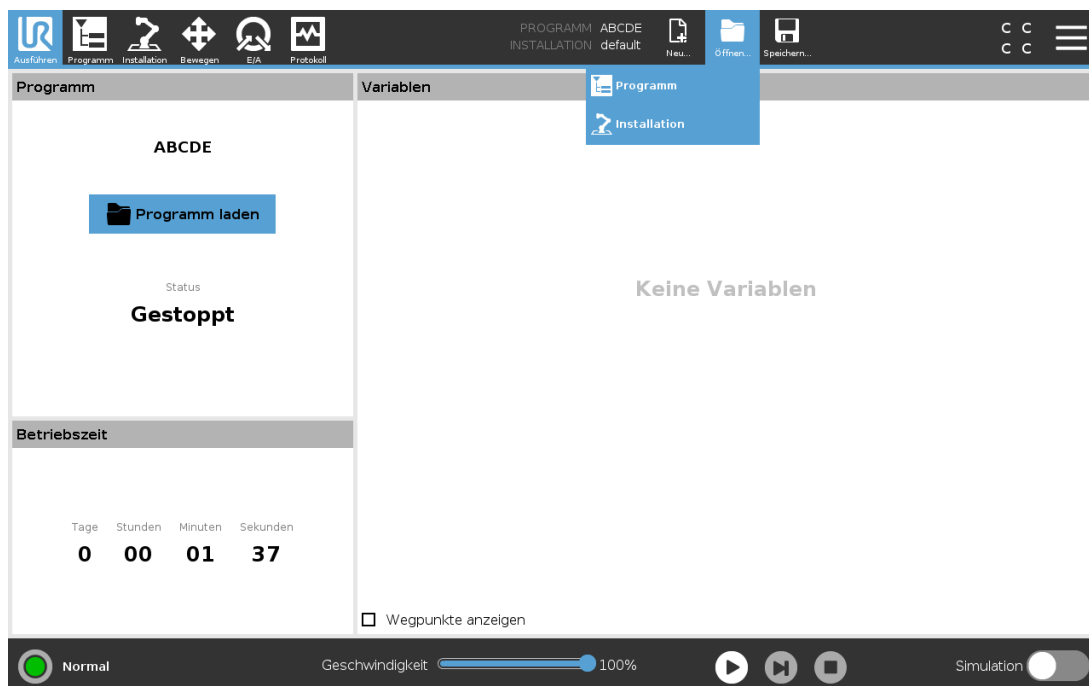 UR
PROGRAMM ABCDE
INSTALLATION default
Ausführen Programm Installation Bewegen E/A Protokoll Neu... Öffnen... Speichern...
C C
C C
Programm
Variablen
Programm
Installation
ABCDE
Programm laden
Status
Gestoppt
Keine Variablen
Betriebszeit
Tage Stunden Minuten Sekunden
0 00 01 37
Wegpunkte anzeigen
Normal Geschwindigkeit 100% Simulation